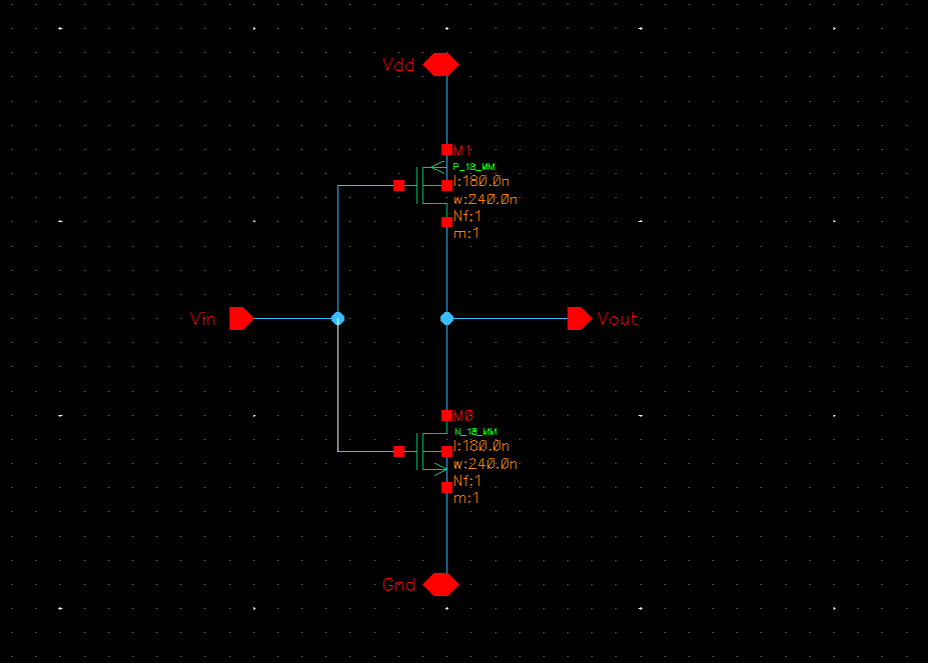 Vdd
M1
P_18_MM
l:180.0n
w:240.0n
Nf:1
m:1
Vin
Vout
M0
N_18_MM
l:180.0n
w:240.0n
Nf:1
m:1
Gnd